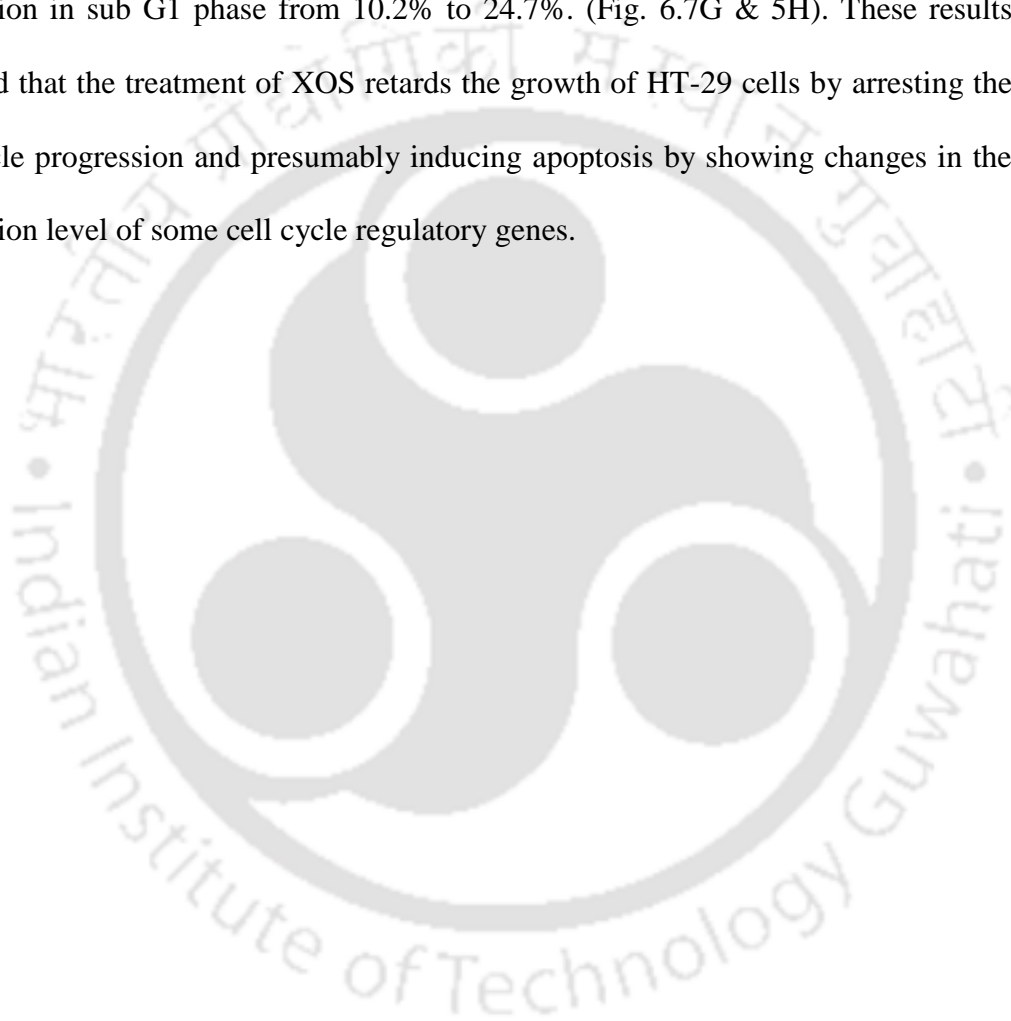 ion in sub G1 phase from 10.2% to 24.7%. (Fig. 6.7G & 5H). These results
d that the treatment of XOS retards the growth of HT-29 cells by arresting the
le progression and presumably inducing apoptosis by showing changes in the
ion level of some cell cycle regulatory genes.
भारतीय प्रौद्योगिकी संस्थान गुवाहाटी
• Indian Institute of Technology Guwahati •